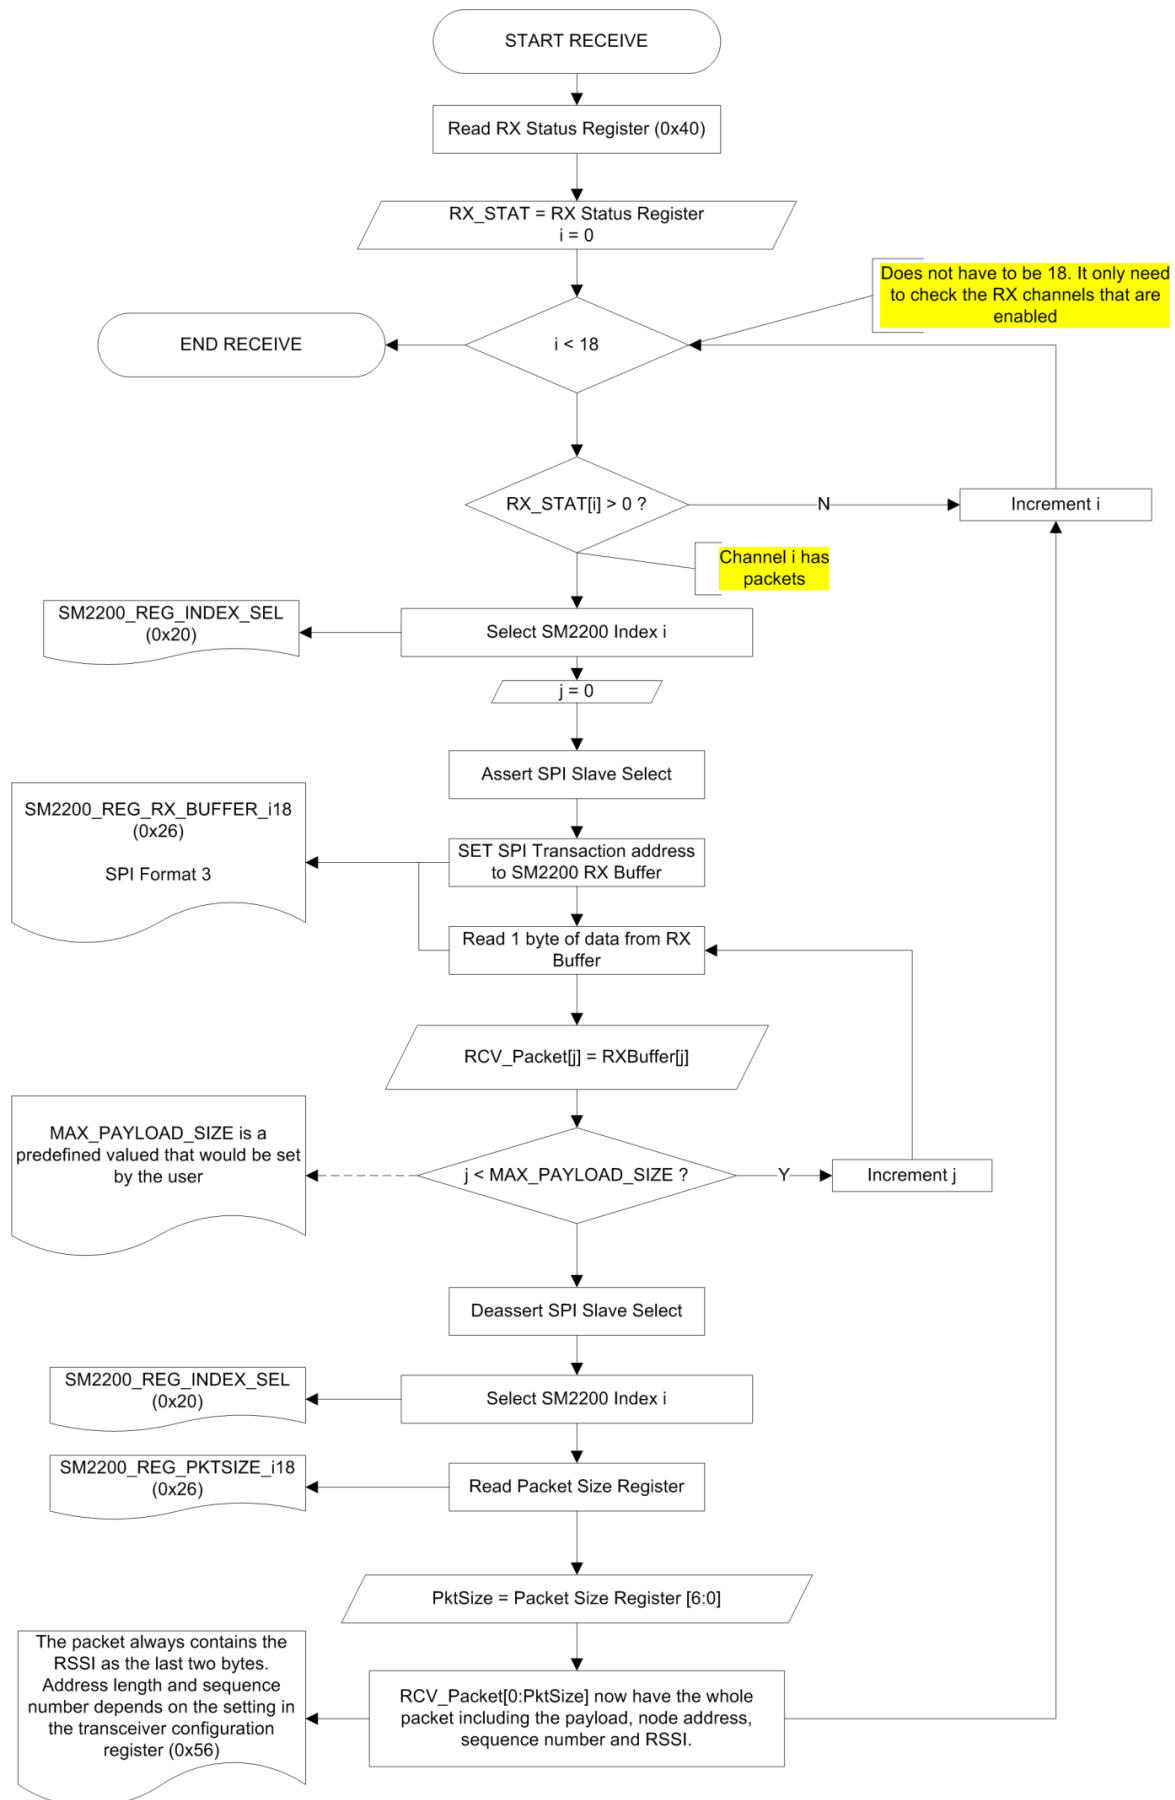 START RECEIVE
Read RX Status Register (0x40)
RX_STAT = RX Status Register
i = 0
Does not have to be 18. It only need
to check the RX channels that are
enabled
END RECEIVE
i < 18
RX_STAT[i] > 0 ?
N
Increment i
Channel i has
packets
SM2200_REG_INDEX_SEL
(0x20)
Select SM2200 Index i
j = 0
Assert SPI Slave Select
SM2200_REG_RX_BUFFER_i18
(0x26)
SPI Format 3
SET SPI Transaction address
to SM2200 RX Buffer
Read 1 byte of data from RX
Buffer
RCV_Packet[j] = RXBuffer[j]
MAX_PAYLOAD_SIZE is a
predefined valued that would be set
by the user
j < MAX_PAYLOAD_SIZE ?
Y
Increment j
Deassert SPI Slave Select
SM2200_REG_INDEX_SEL
(0x20)
Select SM2200 Index i
SM2200_REG_PKTSIZE_i18
(0x26)
Read Packet Size Register
PktSize = Packet Size Register [6:0]
The packet always contains the
RSSI as the last two bytes.
Address length and sequence
number depends on the setting in
the transceiver configuration
register (0x56)
RCV_Packet[0:PktSize] now have the whole
packet including the payload, node address,
sequence number and RSSI.